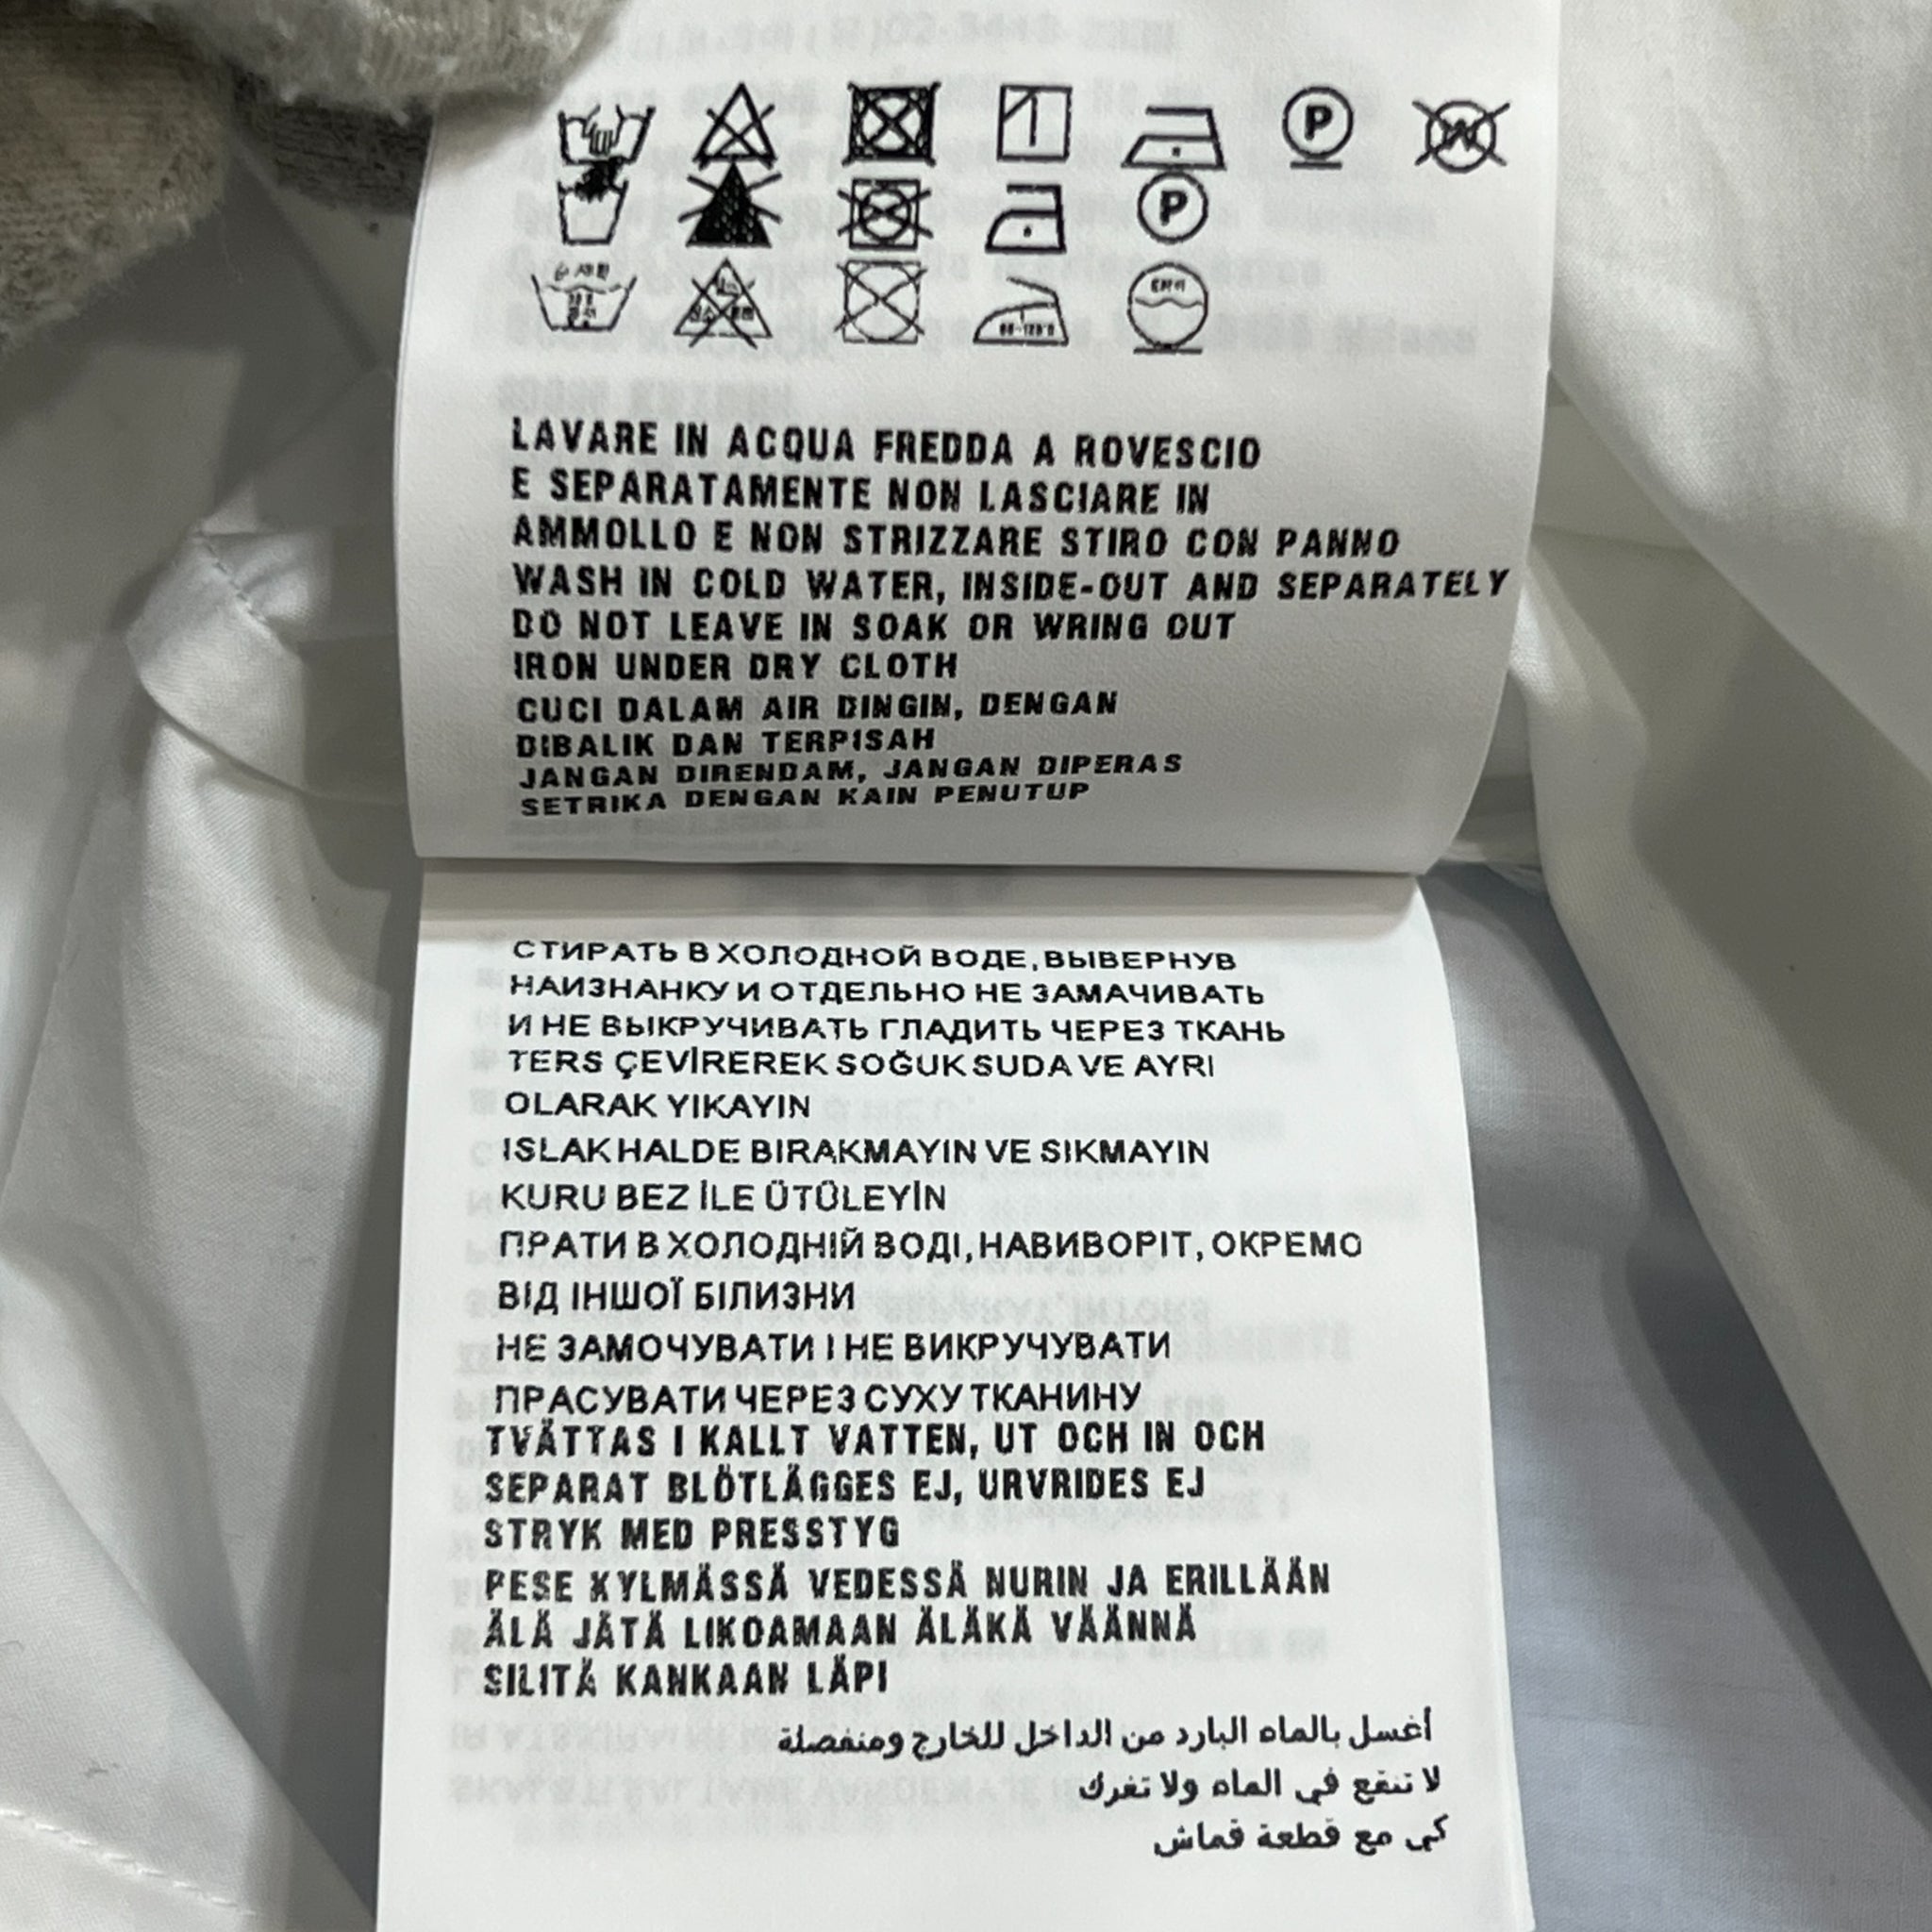 P W
P
LAVARE IN ACQUA FREDDA A ROVESCIO
E SEPARATAMENTE NON LASCIARE IN
AMMOLLO E NON STRIZZARE STIRO CON PANNO
WASH IN COLD WATER, INSIDE-OUT AND SEPARATELY
DO NOT LEAVE IN SOAK OR WRING OUT
IRON UNDER DRY CLOTH
CUCI DALAM AIR DINGIN, DENGAN
DIBALIK DAN TERPISAH
JANGAN DIRENDAM, JANGAN DIPERAS
SETRIKA DENGAN KAIN PENUTUP
СТИРАТЬ В ХОЛОДНОЙ ВОДЕ, ВЫВЕРНУВ
НАИЗНАНКУ И ОТДЕЛЬНО НЕ ЗАМАЧИВАТЬ
И НЕ ВЫКРУЧИВАТЬ ГЛАДИТЬ ЧЕРЕЗ ТКАНЬ
TERS ÇEVİREREK SOĞUK SUDA VE AYRI
OLARAK YIKAYIN
ISLAK HALDE BIRAKMAYIN VE SIKMAYIN
KURU BEZ İLE ÜTÜLEYİN
ПРАТИ В ХОЛОДНІЙ ВОДІ, НАВИВОРІТ, ОКРЕМО
ВІД ІНШОЇ БІЛИЗНИ
НЕ ЗАМОЧУВАТИ І НЕ ВИКРУЧУВАТИ
ПРАСУВАТИ ЧЕРЕЗ СУХУ ТКАНИНУ
TVÄTTAS I KALLT VATTEN, UT OCH IN OCH
SEPARAT BLÖTLÄGGES EJ, URVRIDES EJ
STRYK MED PRESSTYG
PESE KYLMÄSSÄ VEDESSÄ NURIN JA ERILLÄÄN
ÄLÄ JÄTÄ LIKOAMAAN ÄLÄKÄ VÄÄNNÄ
SILITÄ KANKAAN LÄPI
أغسل بالماه البارد من الداخل للخارج ومنفصلة
لا تنقع في الماه ولا تغرك
كي مع قطعة قماش